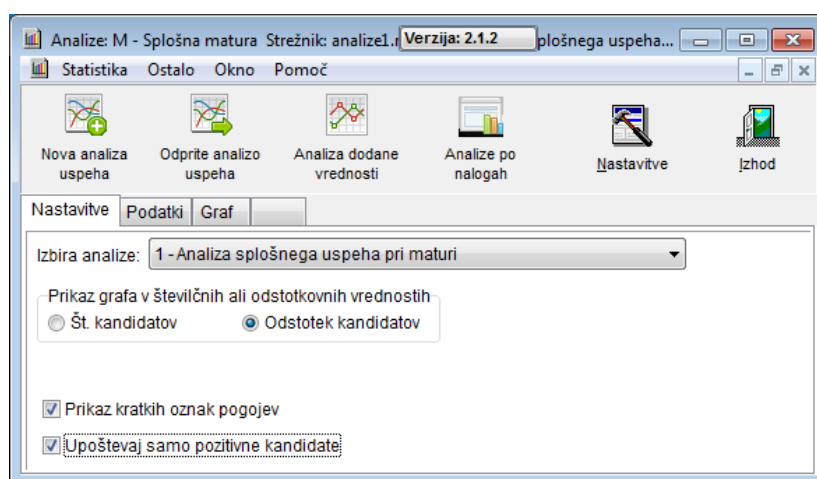 Analize: M - Splošna matura Strežnik: analize1. Verzija: 2.1.2 plošnega uspeha...
Statistika Ostalo Okno Pomoč
Nova analiza uspeha
Odprite analizo uspeha
Analiza dodane vrednosti
Analize po nalogah
Nastavitve
Izhod
Nastavitve Podatki Graf
Izbira analize: 1 - Analiza splošnega uspeha pri maturi
Prikaz grafa v številčnih ali odstotkovnih vrednostih
Št. kandidatov Odstotek kandidatov
Prikaz kratkih oznak pogojev
Upoštevaj samo pozitivne kandidate